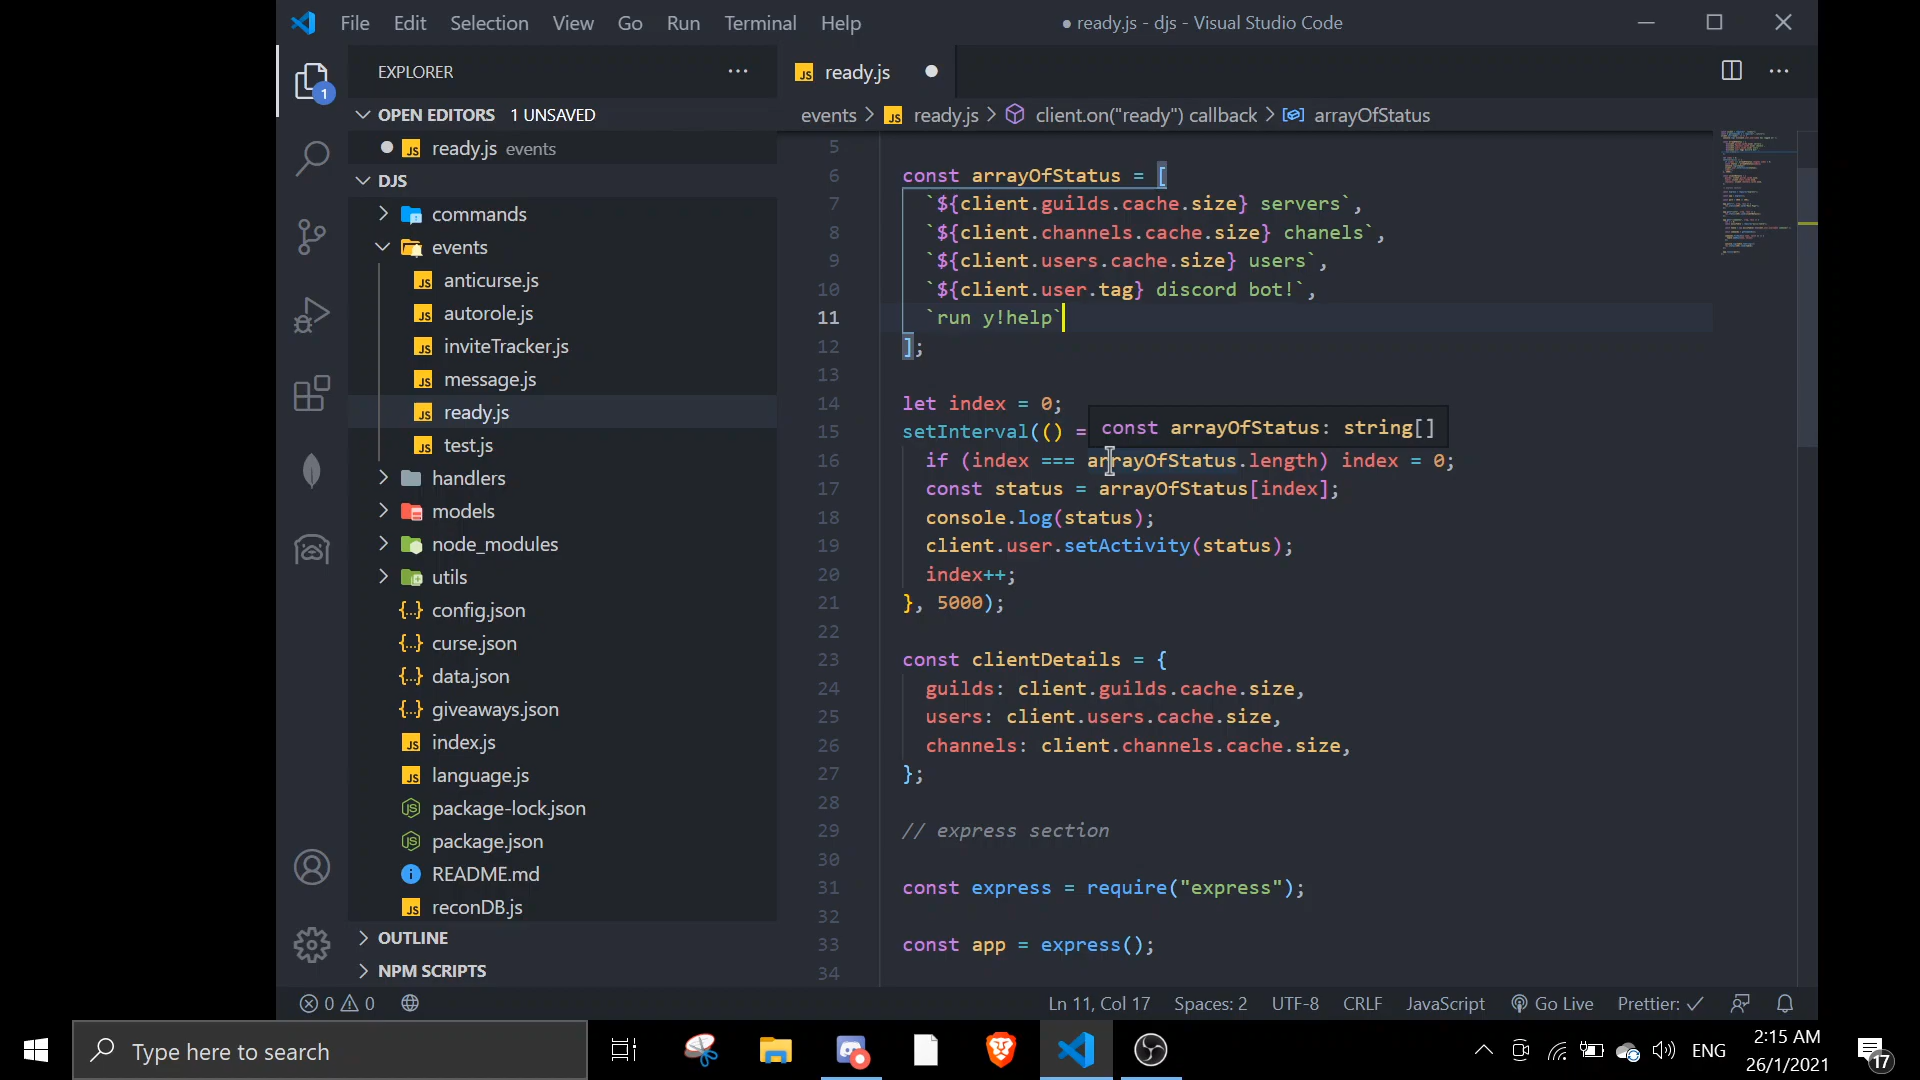 File Edit Selection View Go Run Terminal Help
● ready.js - djs - Visual Studio Code
EXPLORER
1
OPEN EDITORS 1 UNSAVED
ready.js events
DJS
commands
events
anticurse.js
autorole.js
inviteTracker.js
message.js
ready.js
test.js
handlers
models
node_modules
utils
config.json
curse.json
data.json
giveaways.json
index.js
language.js
package-lock.json
package.json
README.md
reconDB.js
OUTLINE
NPM SCRIPTS
JS ready.js
events > JS ready.js > client.on("ready") callback > arrayOfStatus
5
6 const arrayOfStatus = [
7 `${client.guilds.cache.size} servers`,
8 `${client.channels.cache.size} chanels`,
9 `${client.users.cache.size} users`,
10 `${client.user.tag} discord bot!`,
11 `run y!help`
12 ];
13
14 let index = 0;
15 setInterval(() =
const arrayOfStatus: string[]
16 if (index === arrayOfStatus.length) index = 0;
17 const status = arrayOfStatus[index];
18 console.log(status);
19 client.user.setActivity(status);
20 index++;
21 }, 5000);
22
23 const clientDetails = {
24 guilds: client.guilds.cache.size,
25 users: client.users.cache.size,
26 channels: client.channels.cache.size,
27 };
28
29 // express section
30
31 const express = require("express");
32
33 const app = express();
34
0 0 Ln 11, Col 17 Spaces: 2 UTF-8 CRLF JavaScript Go Live Prettier: ✓
Type here to search
ENG
2:15 AM
26/1/2021
17